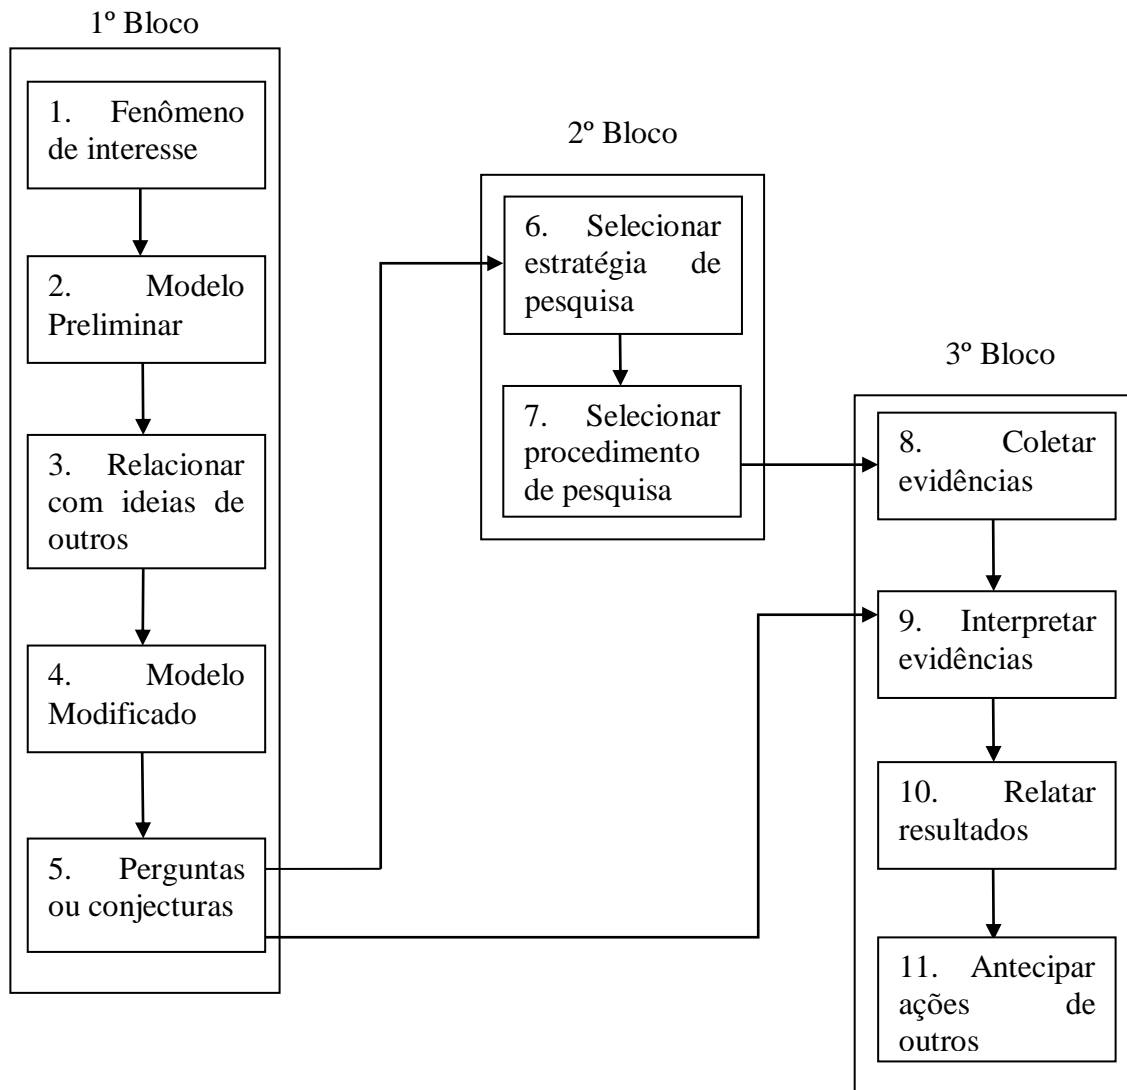 1º Bloco
1. Fenômeno
de interesse
2. Modelo
Preliminar
3. Relacionar
com ideias de
outros
4. Modelo
Modificado
5. Perguntas
ou conjecturas
2º Bloco
6. Selecionar
estratégia de
pesquisa
7. Selecionar
procedimento
de pesquisa
3º Bloco
8. Coletar
evidências
9. Interpretar
evidências
10. Relatar
resultados
11. Antecipar
ações de
outros